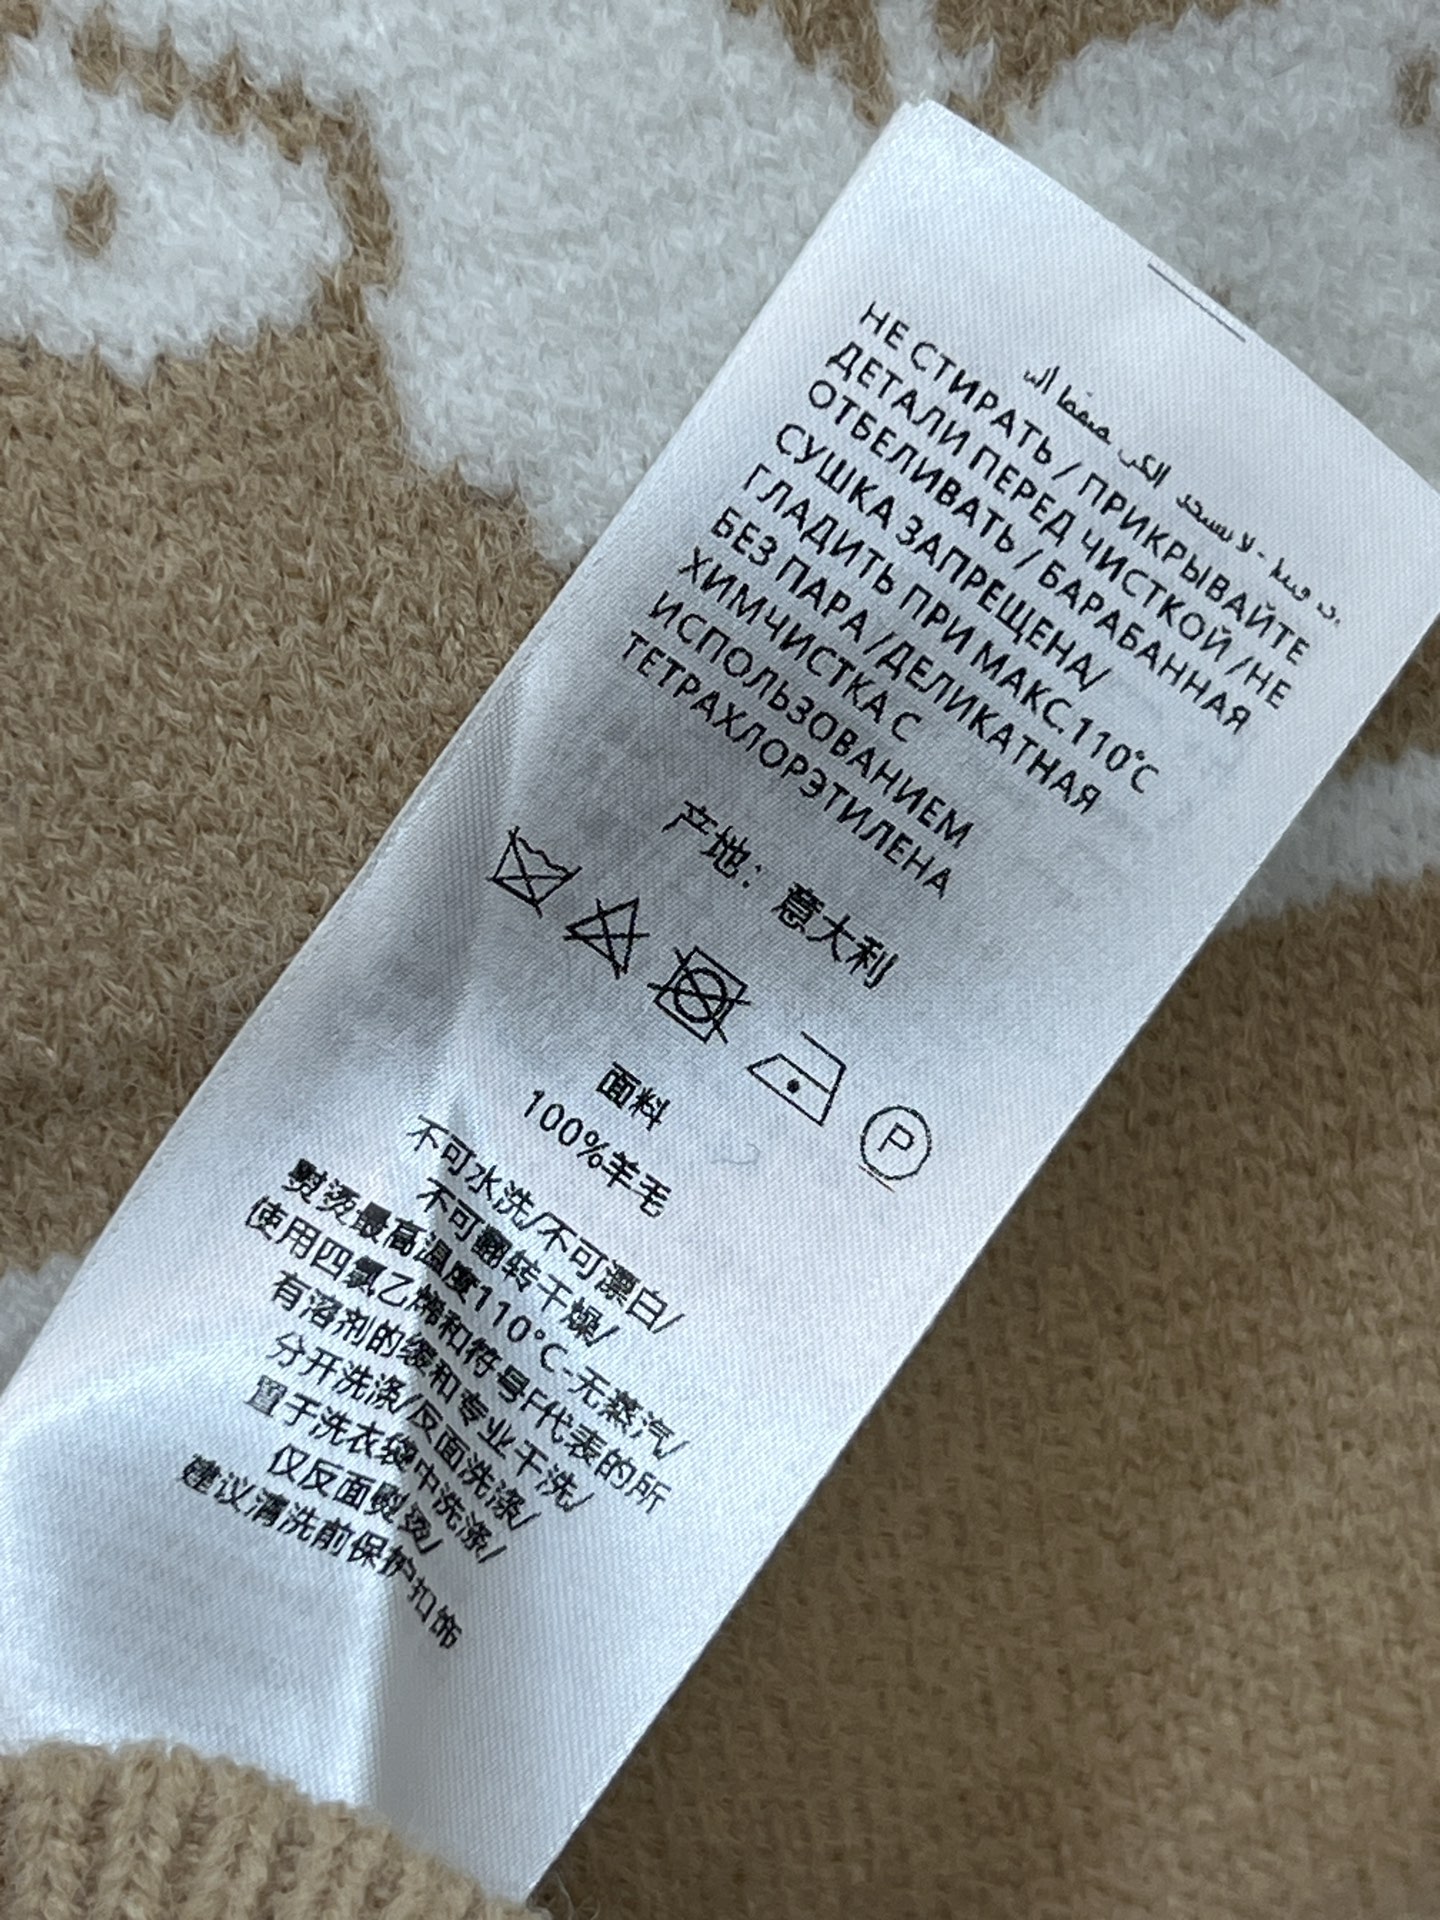 НЕ СТИРАТЬ / ПРИКРЫВАЙТЕ
ДЕТАЛИ ПЕРЕД ЧИСТКОЙ /НЕ
ОТБЕЛИВАТЬ / БАРАБАННАЯ
СУШКА ЗАПРЕЩЕНА/
ГЛАДИТЬ ПРИ МАКС.110°C
БЕЗ ПАРА /ДЕЛИКАТНАЯ
ХИМЧИСТКА С
ИСПОЛЬЗОВАНИЕМ
ТЕТРАХЛОРЭТИЛЕНА
产地：意大利
P
面料
100%羊毛
不可水洗/不可漂白/
不可翻转干燥/
熨烫最高温度110°C-无蒸汽/
使用四氯乙烯和符号F代表的所
有溶剂的缓和专业干洗/
分开洗涤/反面洗涤/
置于洗衣袋中洗涤/
仅反面熨烫/
建议清洗前保护扣饰